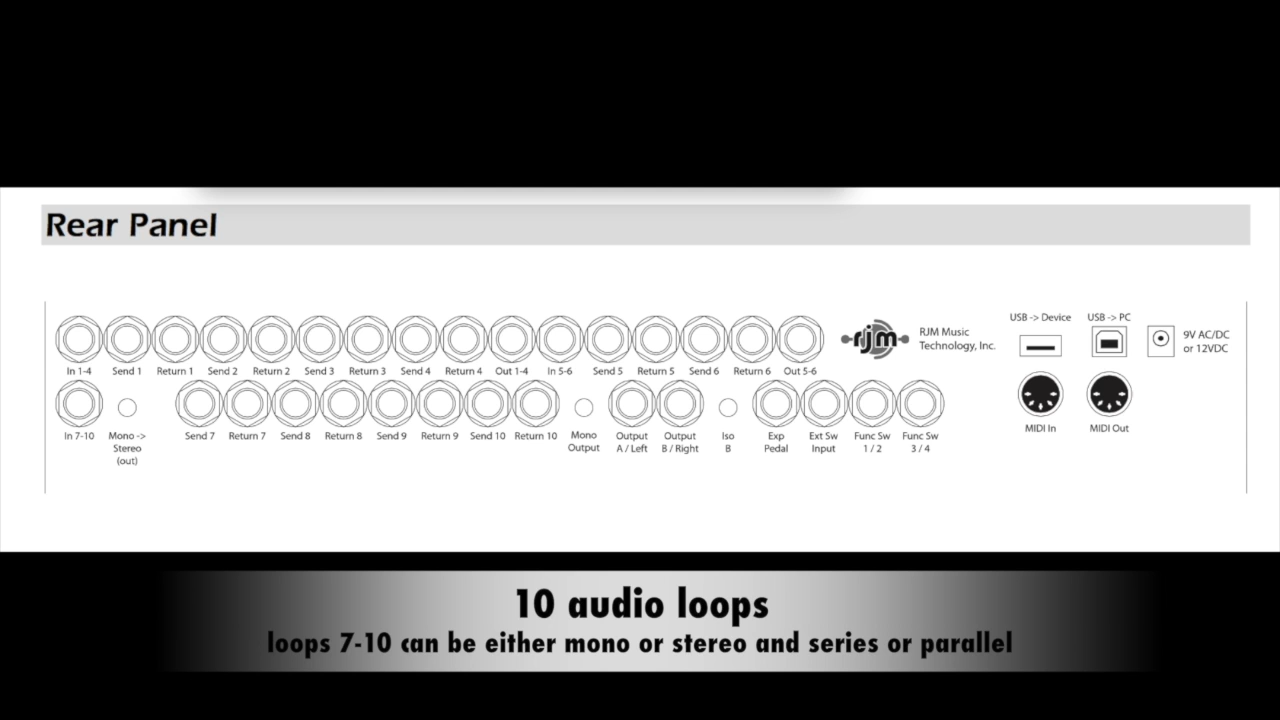 Rear Panel
rjm
RJM Music
Technology, Inc.
USB -> Device
USB -> PC
9V AC/DC
or 12VDC
In 1-4
Send 1
Return 1
Send 2
Return 2
Send 3
Return 3
Send 4
Return 4
Out 1-4
In 5-6
Send 5
Return 5
Send 6
Return 6
Out 5-6
In 7-10
Mono ->
Stereo
(out)
Send 7
Return 7
Send 8
Return 8
Send 9
Return 9
Send 10
Return 10
Mono
Output
Output
A / Left
Output
B / Right
Iso
B
Exp
Pedal
Ext Sw
Input
Func Sw
1 / 2
Func Sw
3 / 4
MIDI In
MIDI Out
10 audio loops
loops 7-10 can be either mono or stereo and series or parallel